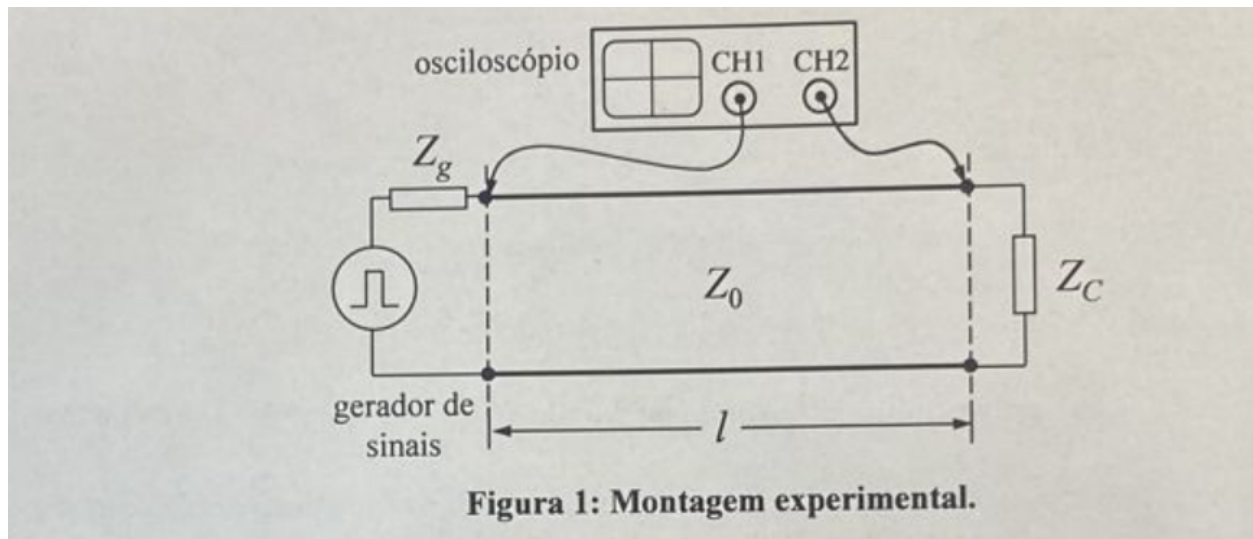 osciloscópio
CH1 CH2
Z_g
Z_0
Z_C
gerador de
sinais
l
Figura 1: Montagem experimental.